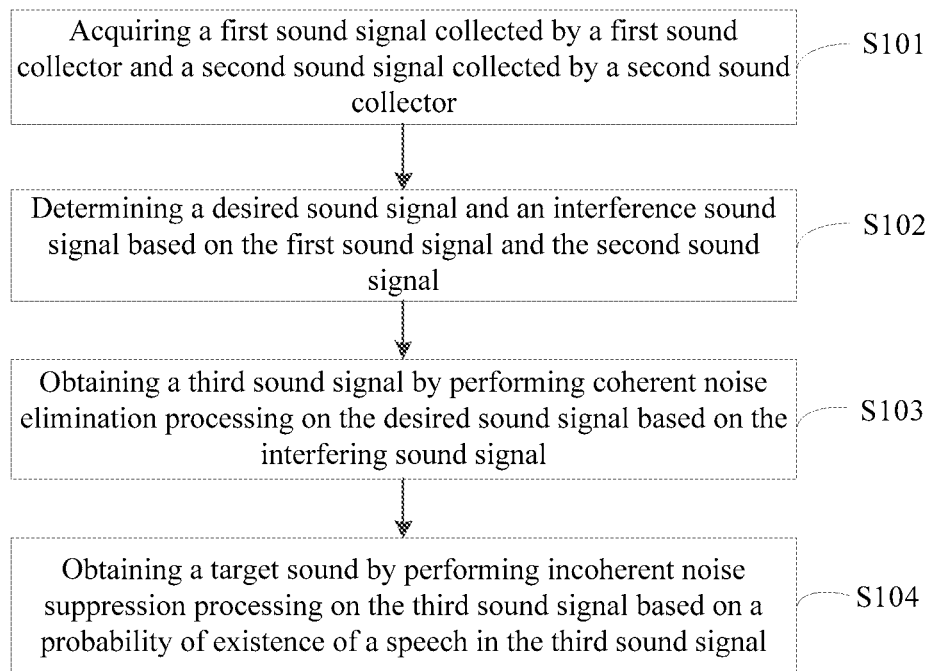 Acquiring a first sound signal collected by a first sound
collector and a second sound signal collected by a second sound
collector
S101
Determining a desired sound signal and an interference sound
signal based on the first sound signal and the second sound
signal
S102
Obtaining a third sound signal by performing coherent noise
elimination processing on the desired sound signal based on the
interfering sound signal
S103
Obtaining a target sound by performing incoherent noise
suppression processing on the third sound signal based on a
probability of existence of a speech in the third sound signal
S104